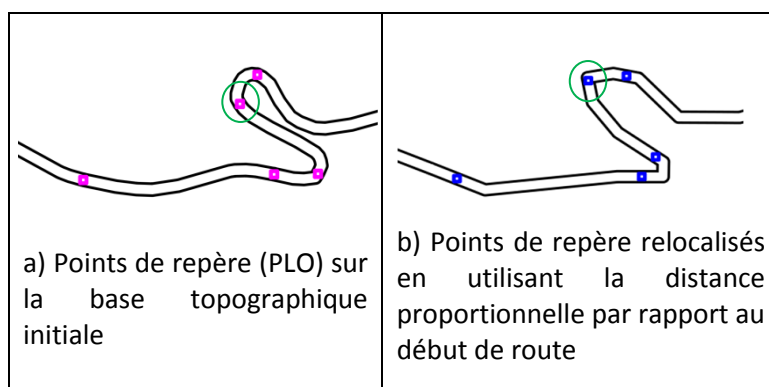 a) Points de repère (PLO) sur
la base topographique
initiale
b) Points de repère relocalisés
en utilisant la distance
proportionnelle par rapport au
début de route